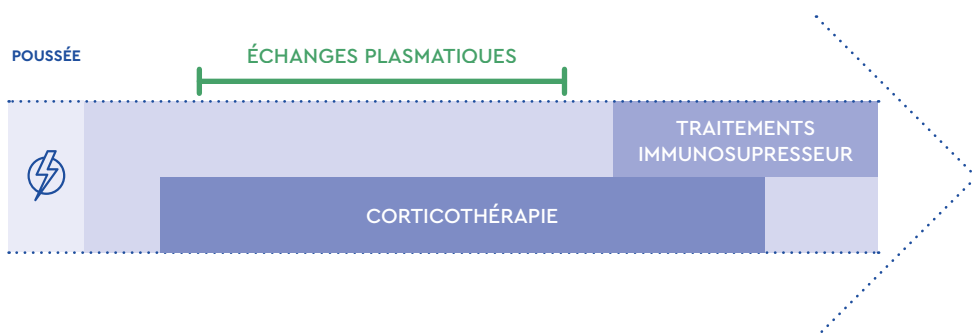 POUSSÉE
ÉCHANGES PLASMATIQUES
TRAITEMENTS
IMMUNOSUPRESSEUR
CORTICOTHÉRAPIE